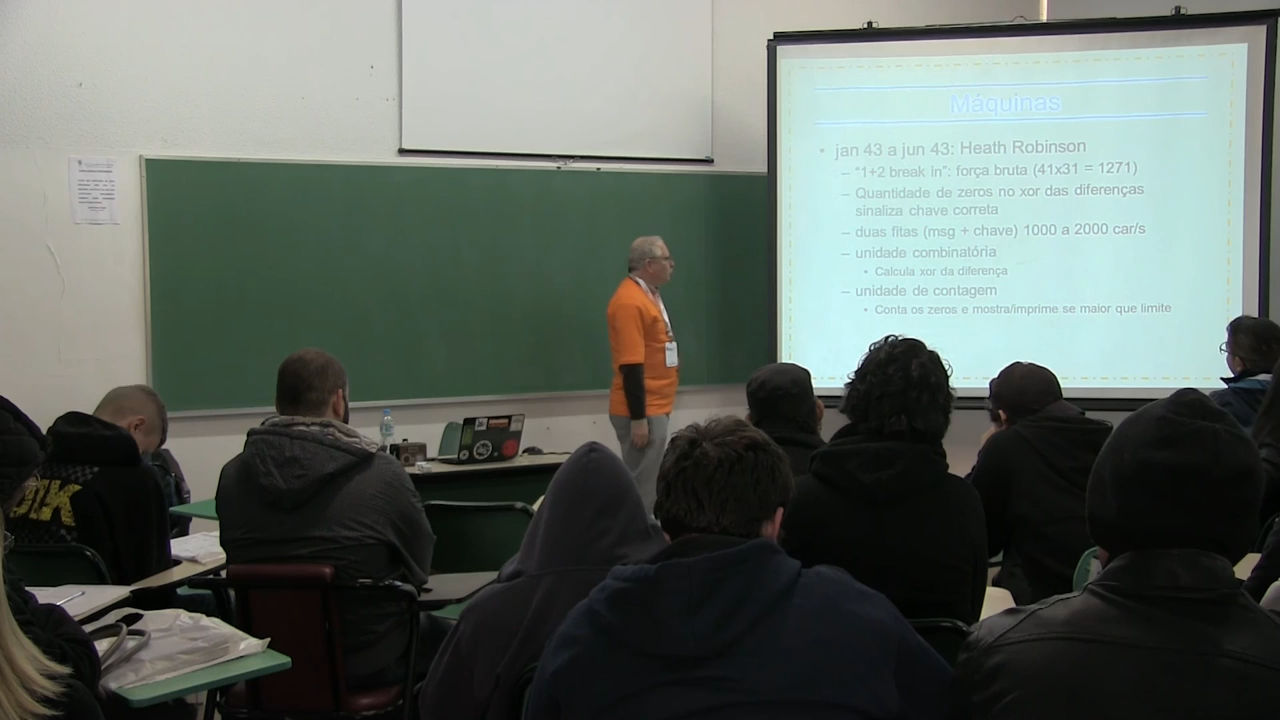 Máquinas
• jan 43 a jun 43: Heath Robinson
– "1+2 break in": força bruta (41x31 = 1271)
– Quantidade de zeros no xor das diferenças
sinaliza chave correta
– duas fitas (msg + chave) 1000 a 2000 car/s
– unidade combinatória
• Calcula xor da diferença
– unidade de contagem
• Conta os zeros e mostra/imprime se maior que limite